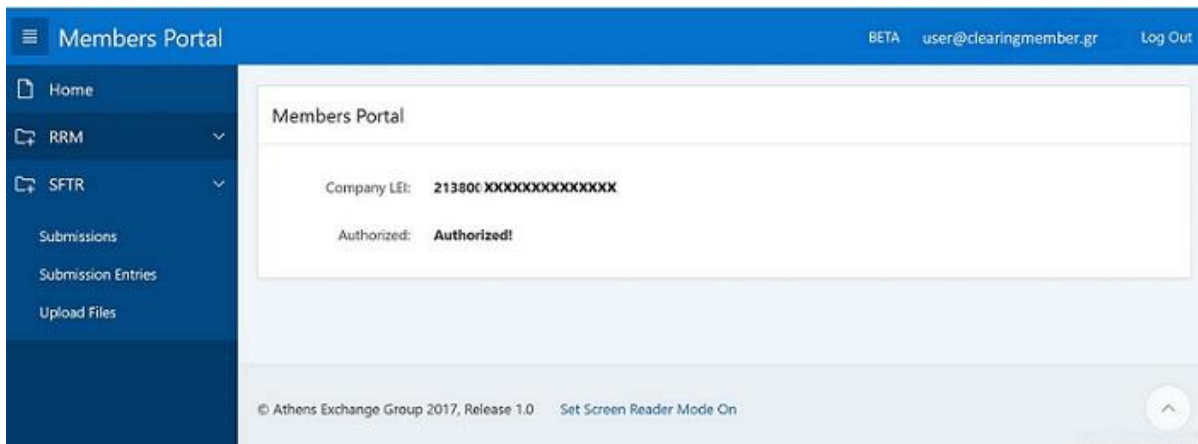 Members Portal
BETA user@clearingmember.gr Log Out
Home
RRM
SFTR
Submissions
Submission Entries
Upload Files
Members Portal
Company LEI: 213800 XXXXXXXXXXXXXX
Authorized: Authorized!
© Athens Exchange Group 2017, Release 1.0 Set Screen Reader Mode On